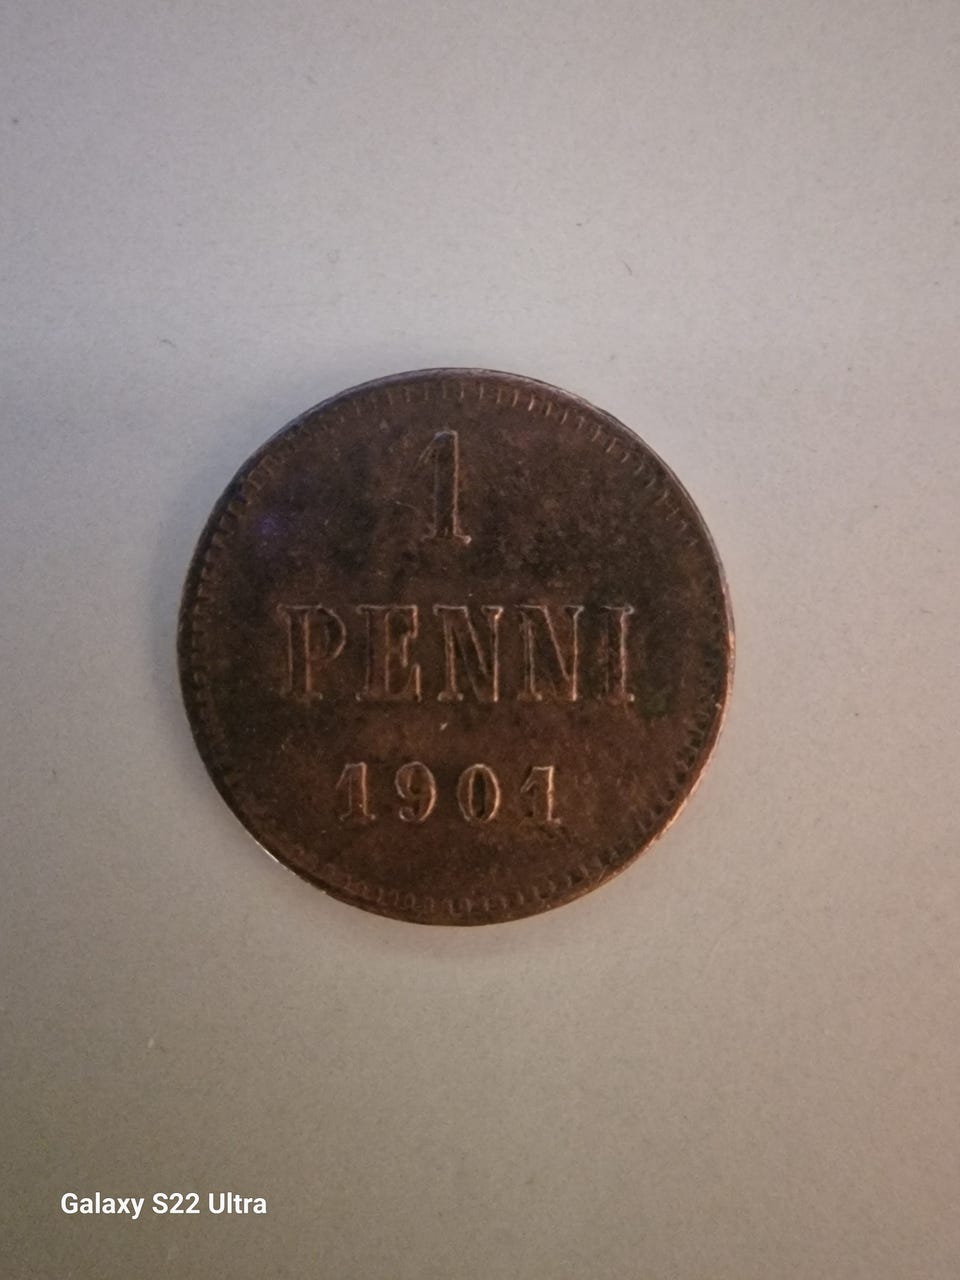 1
PENNI
1901
Galaxy S22 Ultra